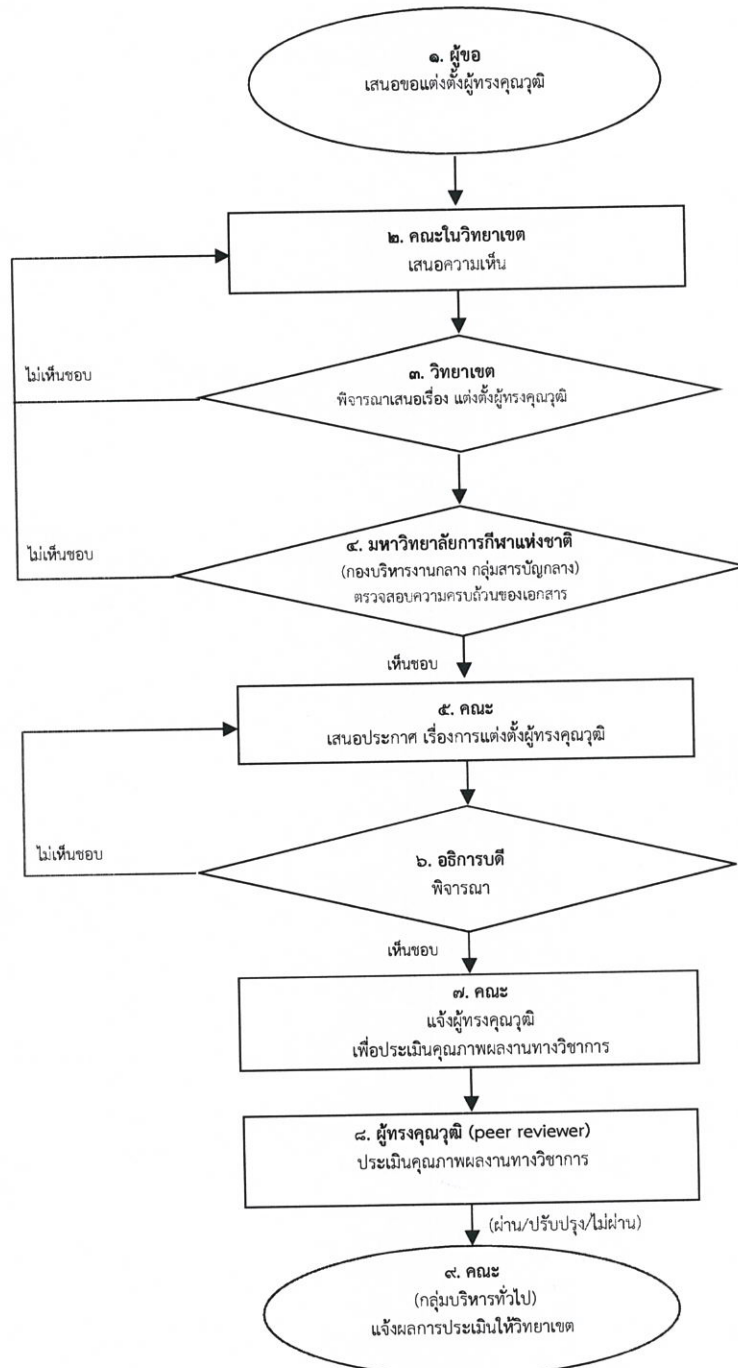 ๑. ผู้ขอ
เสนอขอแต่งตั้งผู้ทรงคุณวุฒิ
๒. คณะในวิทยาเขต
เสนอความเห็น
ไม่เห็นชอบ
๓. วิทยาเขต
พิจารณาเสนอเรื่อง แต่งตั้งผู้ทรงคุณวุฒิ
ไม่เห็นชอบ
๔. มหาวิทยาลัยการกีฬาแห่งชาติ
(กองบริหารงานกลาง กลุ่มสารบัญกลาง)
ตรวจสอบความครบถ้วนของเอกสาร
เห็นชอบ
๕. คณะ
เสนอประกาศ เรื่องการแต่งตั้งผู้ทรงคุณวุฒิ
ไม่เห็นชอบ
๖. อธิการบดี
พิจารณา
เห็นชอบ
๗. คณะ
แจ้งผู้ทรงคุณวุฒิ
เพื่อประเมินคุณภาพผลงานทางวิชาการ
๘. ผู้ทรงคุณวุฒิ (peer reviewer)
ประเมินคุณภาพผลงานทางวิชาการ
(ผ่าน/ปรับปรุง/ไม่ผ่าน)
๙. คณะ
(กลุ่มบริหารทั่วไป)
แจ้งผลการประเมินให้วิทยาเขต